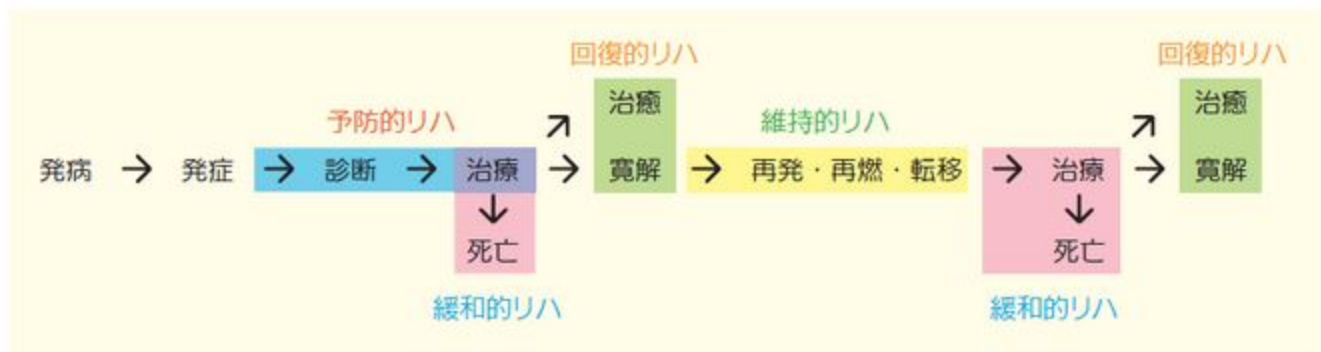 回復的リハ 回復的リハ
治癒 治癒
予防的リハ ↗ 維持的リハ ↗
発病 → 発症 → 診断 → 治療 → 寛解 → 再発・再燃・転移 → 治療 → 寛解
↓ ↓
死亡 死亡
緩和的リハ 緩和的リハ